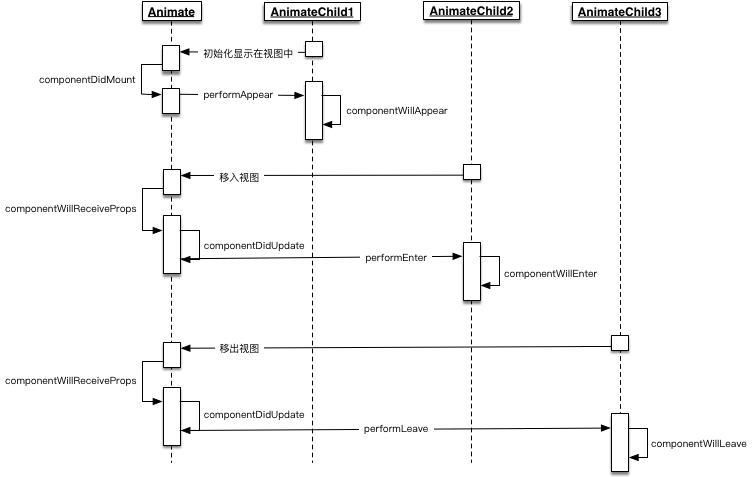 Animate
AnimateChild1
AnimateChild2
AnimateChild3
初始化显示在视图中
componentDidMount
performAppear
componentWillAppear
移入视图
componentWillReceiveProps
componentDidUpdate
performEnter
componentWillEnter
移出视图
componentWillReceiveProps
componentDidUpdate
performLeave
componentWillLeave